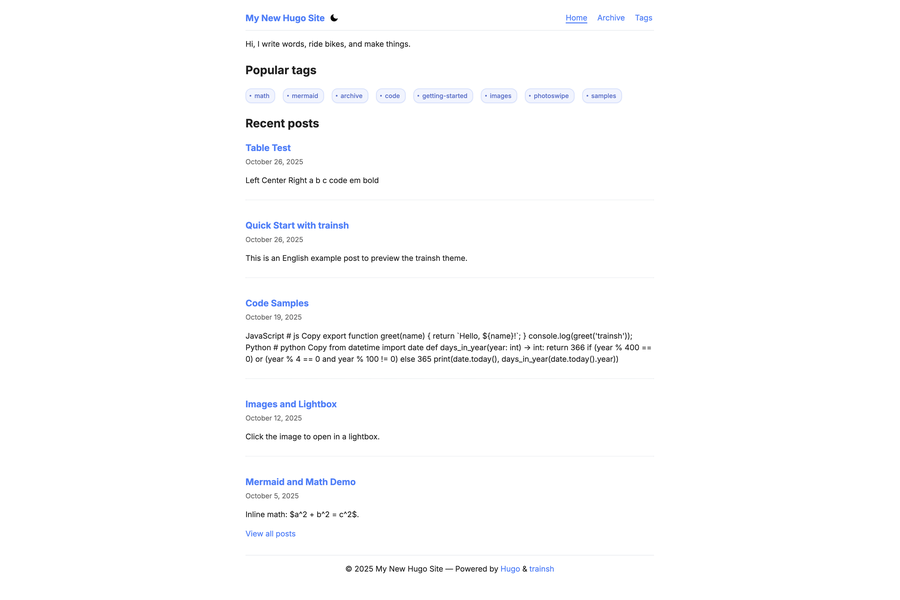 My New Hugo Site
Home Archive Tags
Hi, I write words, ride bikes, and make things.
Popular tags
• math • mermaid • archive • code • getting-started • images • photoswipe • samples
Recent posts
Table Test
October 26, 2025
Left Center Right a b c code em bold
Quick Start with trainsh
October 26, 2025
This is an English example post to preview the trainsh theme.
Code Samples
October 19, 2025
JavaScript # js Copy export function greet(name) { return `Hello, ${name}!`; } console.log(greet('trainsh'));
Python # python Copy from datetime import date def days_in_year(year: int) -> int: return 366 if (year % 400 ==
0) or (year % 4 == 0 and year % 100 != 0) else 365 print(date.today(), days_in_year(date.today().year))
Images and Lightbox
October 12, 2025
Click the image to open in a lightbox.
Mermaid and Math Demo
October 5, 2025
Inline math: $a^2 + b^2 = c^2$.
View all posts
© 2025 My New Hugo Site — Powered by Hugo & trainsh